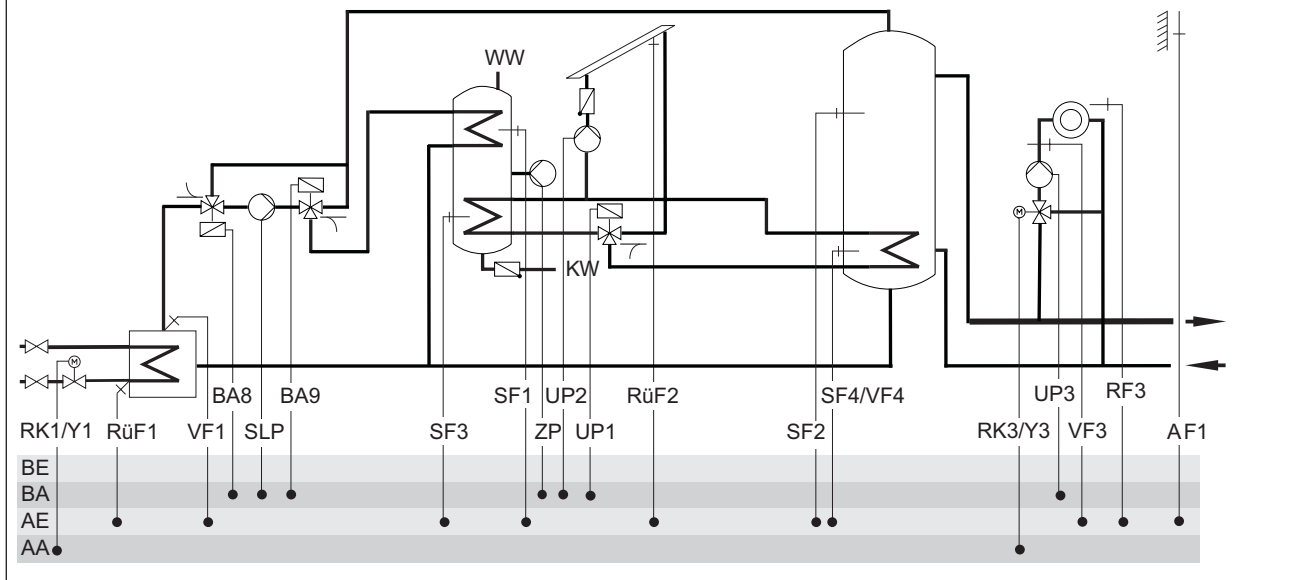 WW
KW
M
M
BA8 BA9 SF1 UP2 RüF2 SF4/VF4 UP3 RF3
RK1/Y1 RüF1 VF1 SLP SF3 ZP UP1 SF2 RK3/Y3 VF3 AF1
BE
BA
AE
AA